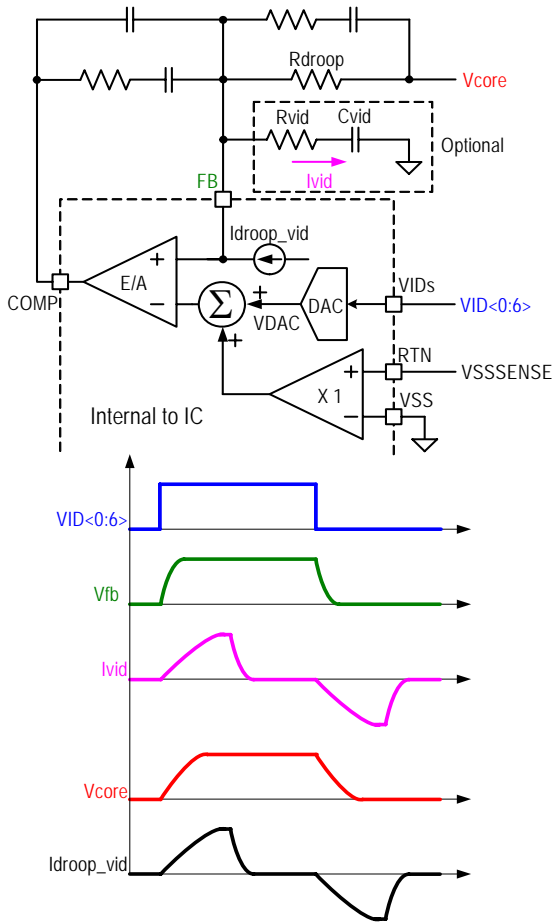 Rdroop
Vcore
Rvid
Cvid
Optional
Ivid
FB
Idroop_vid
+
E/A
−
COMP
Σ
+
+
VDAC
DAC
VIDs
VID<0:6>
RTN
VSSSENSE
+
X 1
−
VSS
Internal to IC
VID<0:6>
Vfb
Ivid
Vcore
Idroop_vid